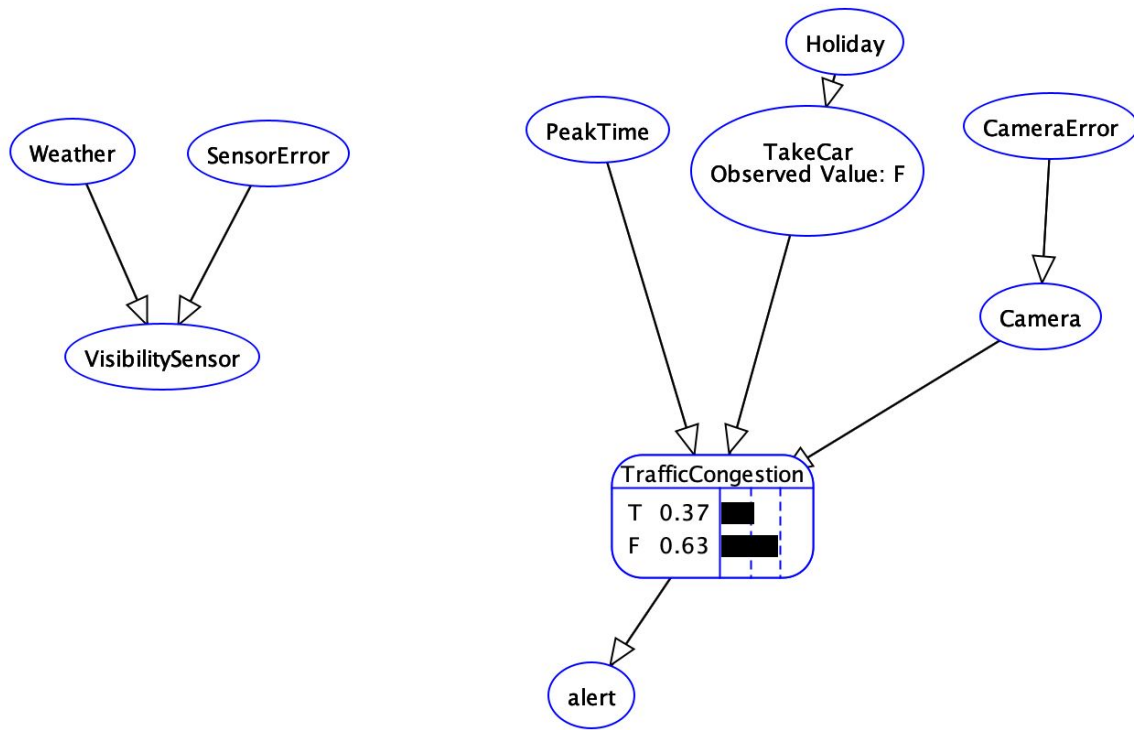 Holiday
PeakTime
CameraError
Weather
SensorError
TakeCar
Observed Value: F
Camera
VisibilitySensor
TrafficCongestion
T 0.37
F 0.63
alert